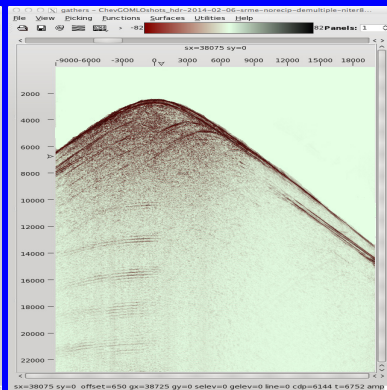 gathers - ChevGOMLOshots_hdr-2014-02-06-srme-norecip-demultiple-niter8...
File View Picking Functions Surfaces Utilities Help
-82 82 Panels: 1
sx=38075 sy=0
-9000 -6000 -3000 0 3000 6000 9000 12000 15000 18000
2000
4000
6000
8000
10000
12000
14000
16000
18000
20000
22000
sx=38075 sy=0 offset=650 gx=38725 gy=0 selev=0 gelev=0 line=0 cdp=6144 t=6752 amp